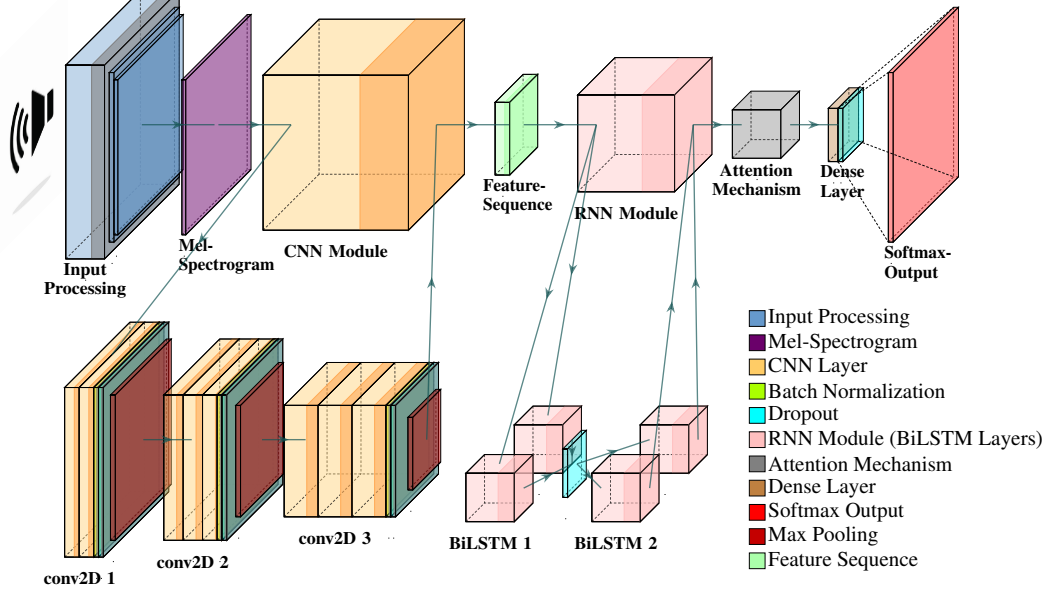 Input
Processing
Mel-
Spectrogram
CNN Module
Feature-
Sequence
RNN Module
Attention
Mechanism
Dense
Layer
Softmax-
Output
conv2D 1
conv2D 2
conv2D 3
BiLSTM 1
BiLSTM 2
Input Processing
Mel-Spectrogram
CNN Layer
Batch Normalization
Dropout
RNN Module (BiLSTM Layers)
Attention Mechanism
Dense Layer
Softmax Output
Max Pooling
Feature Sequence